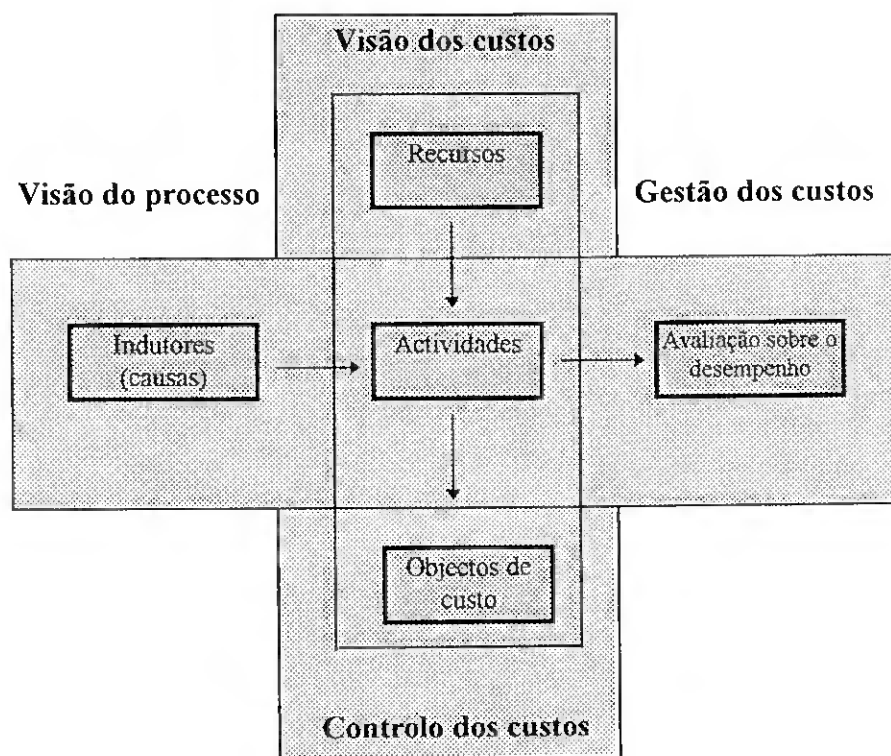 Visão dos custos
Recursos
Visão do processo
Gestão dos custos
Indutores
(causas)
Actividades
Avaliação sobre o
desempenho
Objectos de
custo
Controlo dos custos